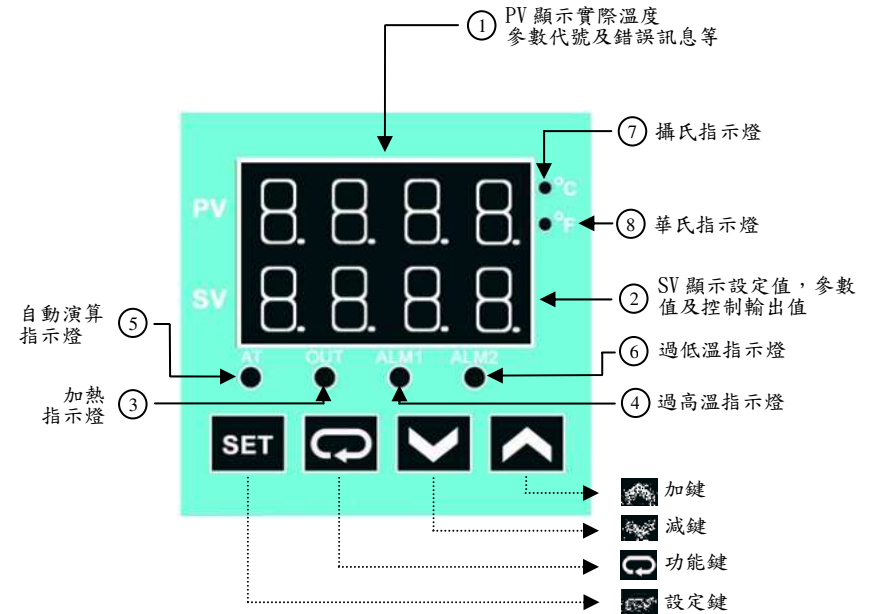 ① PV 顯示實際溫度
參數代號及錯誤訊息等
⑦ 攝氏指示燈
°C
PV
⑧ 華氏指示燈
°F
8.8.8.8.
② SV 顯示設定值，參數
值及控制輸出值
SV
8.8.8.8.
自動演算
指示燈 ⑤
AT OUT ALM1 ALM2
⑥ 過低溫指示燈
加熱
指示燈 ③
④ 過高溫指示燈
SET
加鍵
減鍵
功能鍵
設定鍵